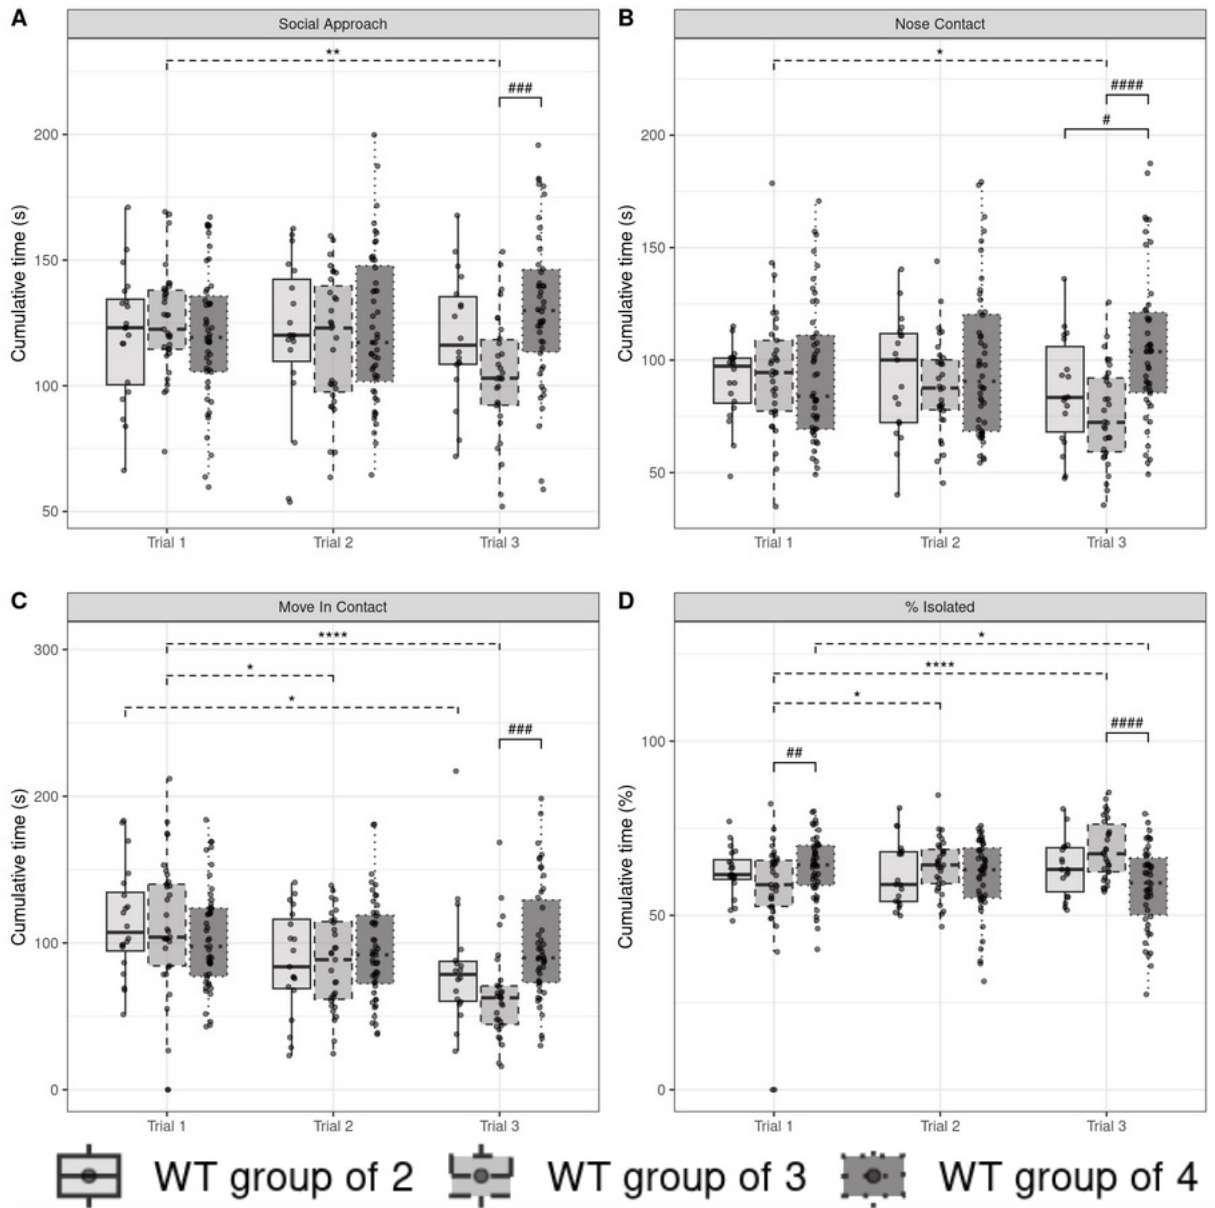 A
Social Approach
**
###
Cumulative time (s)
200
150
100
50
Trial 1
Trial 2
Trial 3
B
Nose Contact
*
####
#
Cumulative time (s)
200
150
100
50
Trial 1
Trial 2
Trial 3
C
Move In Contact
****
*
*
###
Cumulative time (s)
300
200
100
0
Trial 1
Trial 2
Trial 3
D
% Isolated
*
****
*
####
##
Cumulative time (%)
100
50
0
Trial 1
Trial 2
Trial 3
WT group of 2
WT group of 3
WT group of 4